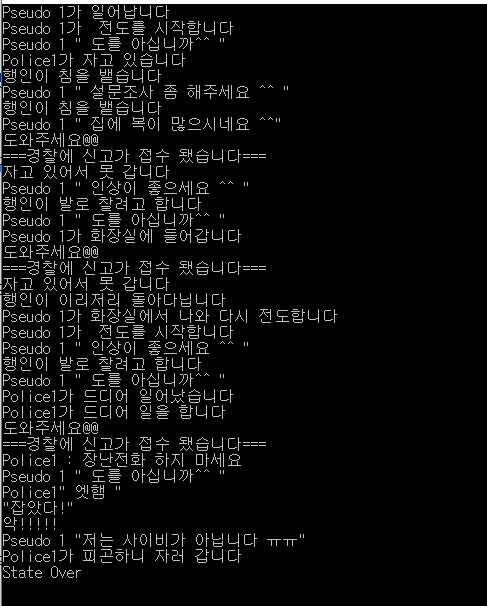 Pseudo 1가 일어납니다
Pseudo 1가  전도를 시작합니다
Pseudo 1 " 도를 아십니까^^ "
Police1가 자고 있습니다
행인이 침을 뱉습니다
Pseudo 1 " 설문조사 좀 해주세요 ^^ "
행인이 침을 뱉습니다
Pseudo 1 " 집에 복이 많으시네요 ^^"
도와주세요@@
===경찰에 신고가 접수 됐습니다===
자고 있어서 못 갑니다
Pseudo 1 " 인상이 좋으세요 ^^ "
행인이 발로 찰려고 합니다
Pseudo 1 " 도를 아십니까^^ "
Pseudo 1가 화장실에 들어갑니다
도와주세요@@
===경찰에 신고가 접수 됐습니다===
자고 있어서 못 갑니다
행인이 이리저리 돌아다닙니다
Pseudo 1가 화장실에서 나와 다시 전도합니다
Pseudo 1가  전도를 시작합니다
Pseudo 1 " 인상이 좋으세요 ^^ "
행인이 발로 찰려고 합니다
Pseudo 1 " 도를 아십니까^^ "
Police1가 드디어 일어났습니다
Police1가 드디어 일을 합니다
도와주세요@@
===경찰에 신고가 접수 됐습니다===
Police1 : 장난전화 하지 마세요
Pseudo 1 " 도를 아십니까^^ "
Police1" 엣햄 "
"잡았다!"
악!!!!!
Pseudo 1 "저는 사이비가 아닙니다 ㅠㅠ"
Police1가 피곤하니 자러 갑니다
State Over